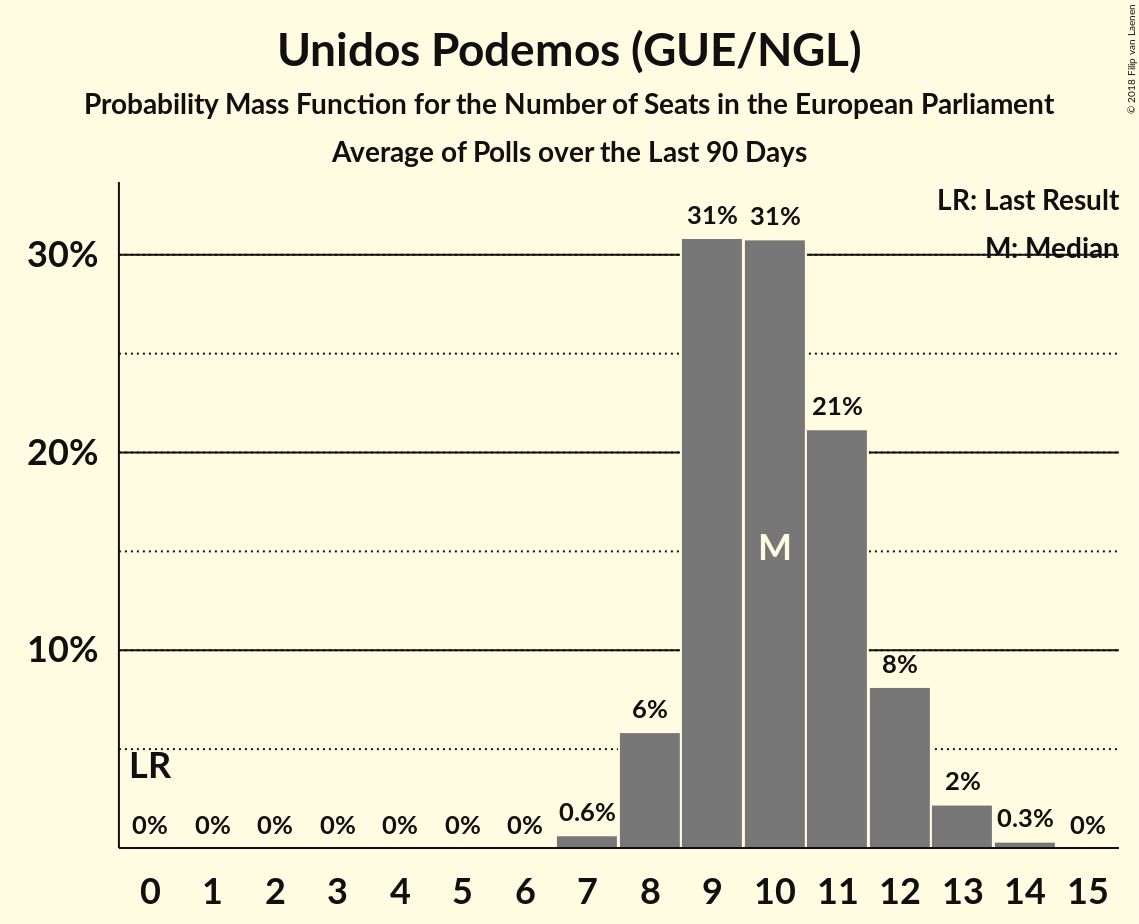 Unidos Podemos (GUE/NGL)
Probability Mass Function for the Number of Seats in the European Parliament
Average of Polls over the Last 90 Days
© 2018 Filip van Laenen
LR: Last Result
M: Median
30%
20%
10%
31%
31%
21%
M
8%
6%
LR
2%
0%
0%
0%
0%
0%
0%
0%
0.6%
0.3%
0%
0 1 2 3 4 5 6 7 8 9 10 11 12 13 14 15